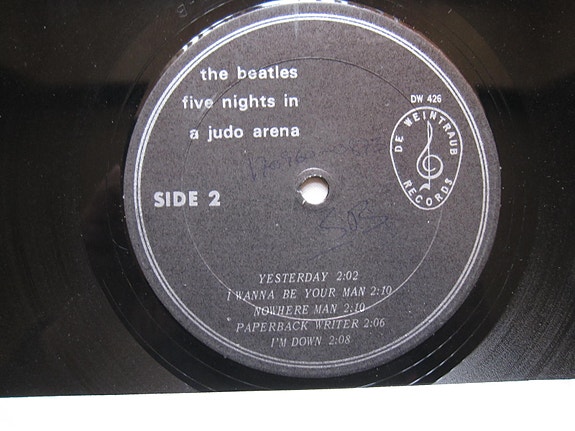 the beatles
five nights in
a judo arena
DW 426
DE WEINTRAUB
RECORDS
SIDE 2
YESTERDAY 2:02
I WANNA BE YOUR MAN 2:10
NOWHERE MAN 2:10
PAPERBACK WRITER 2:06
I'M DOWN 2:08